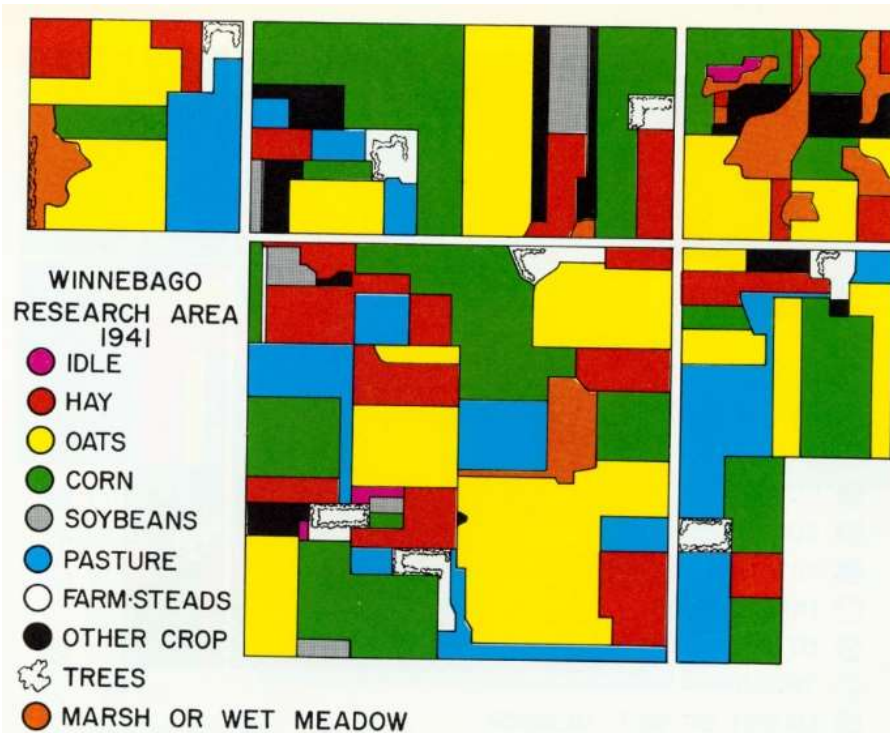 WINNEBAGO
RESEARCH AREA
1941
IDLE
HAY
OATS
CORN
SOYBEANS
PASTURE
FARM·STEADS
OTHER CROP
TREES
MARSH OR WET MEADOW